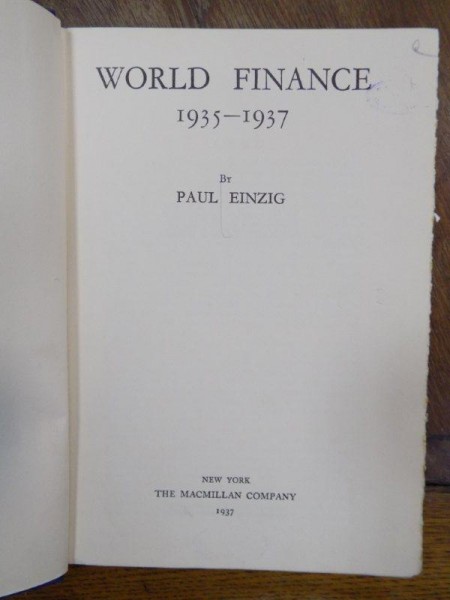 WORLD FINANCE
1935—1937
By
PAUL EINZIG
NEW YORK
THE MACMILLAN COMPANY
1937